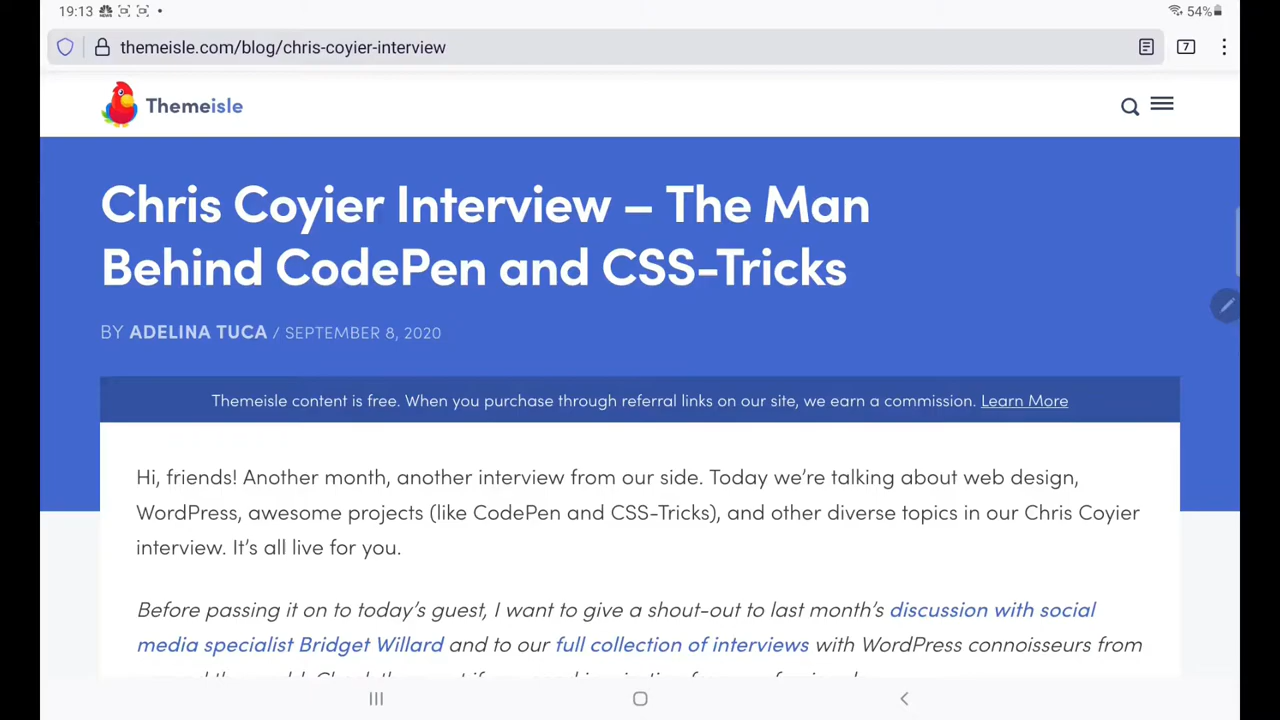 19:13
54%
themeisle.com/blog/chris-coyier-interview
7
Themeisle
Chris Coyier Interview – The Man
Behind CodePen and CSS-Tricks
BY ADELINA TUCA / SEPTEMBER 8, 2020
Themeisle content is free. When you purchase through referral links on our site, we earn a commission. Learn More
Hi, friends! Another month, another interview from our side. Today we’re talking about web design,
WordPress, awesome projects (like CodePen and CSS-Tricks), and other diverse topics in our Chris Coyier
interview. It’s all live for you.
Before passing it on to today’s guest, I want to give a shout-out to last month’s discussion with social
media specialist Bridget Willard and to our full collection of interviews with WordPress connoisseurs from